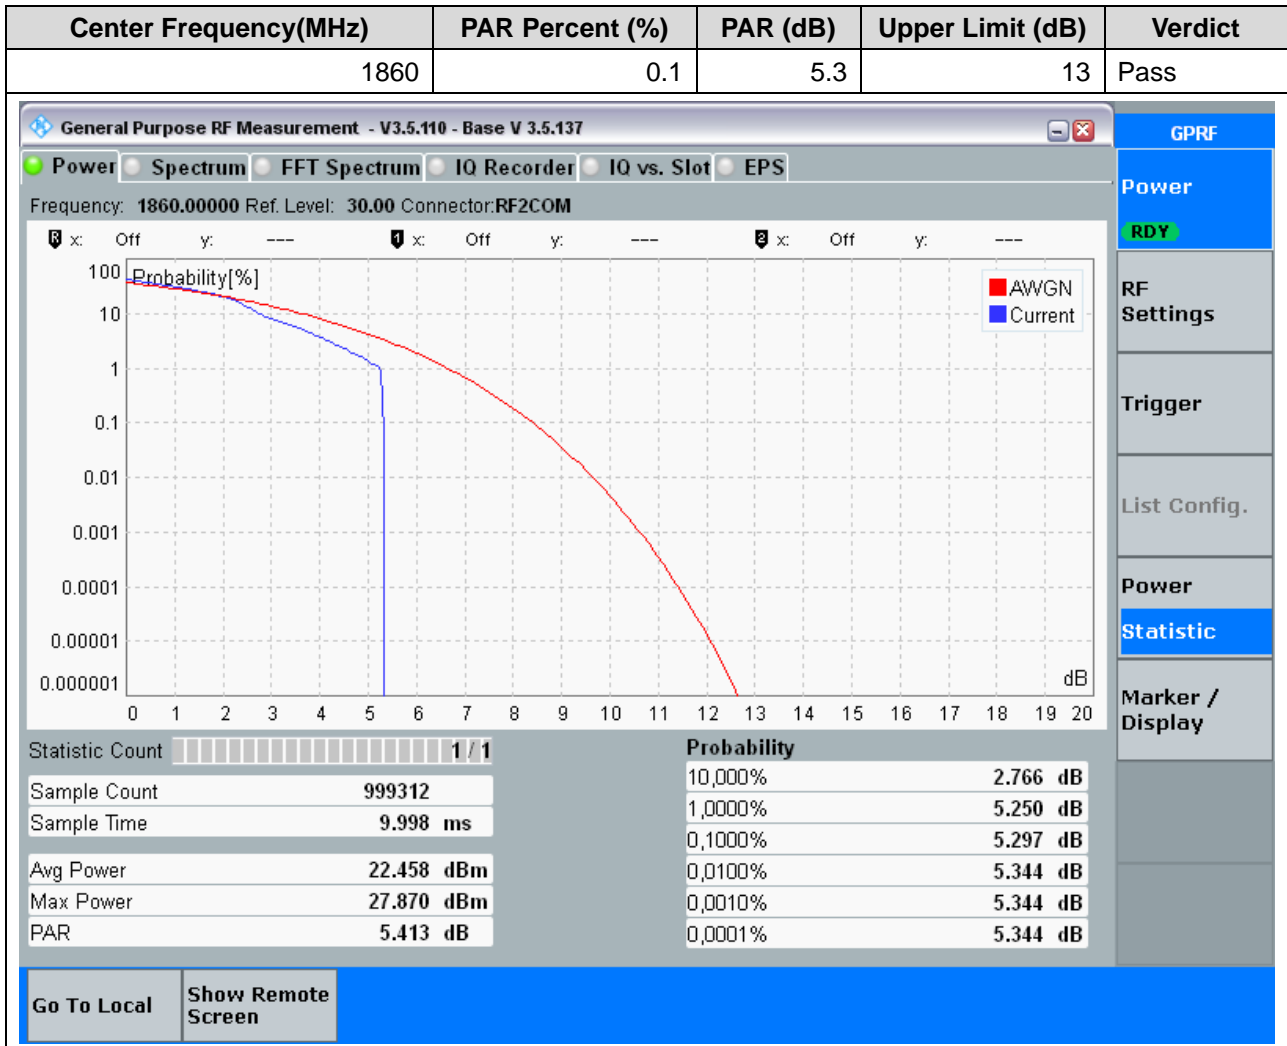 Center Frequency(MHz) PAR Percent (%) PAR (dB) Upper Limit (dB) Verdict
1860 0.1 5.3 13 Pass
General Purpose RF Measurement - V3.5.110 - Base V 3.5.137
GPRF
Power Spectrum FFT Spectrum IQ Recorder IQ vs. Slot EPS
Frequency: 1860.00000 Ref. Level: 30.00 Connector:RF2COM
R x: Off y: --- 1 x: Off y: --- 2 x: Off y: ---
Probability[%]
AWGN
Current
100
10
1
0.1
0.01
0.001
0.0001
0.00001
0.000001
dB
0 1 2 3 4 5 6 7 8 9 10 11 12 13 14 15 16 17 18 19 20
Statistic Count 1 / 1
Sample Count 999312
Sample Time 9.998 ms
Avg Power 22.458 dBm
Max Power 27.870 dBm
PAR 5.413 dB
Probability
10,000% 2.766 dB
1,0000% 5.250 dB
0,1000% 5.297 dB
0,0100% 5.344 dB
0,0010% 5.344 dB
0,0001% 5.344 dB
Power
RDY
RF
Settings
Trigger
List Config.
Power
Statistic
Marker /
Display
Go To Local
Show Remote
Screen